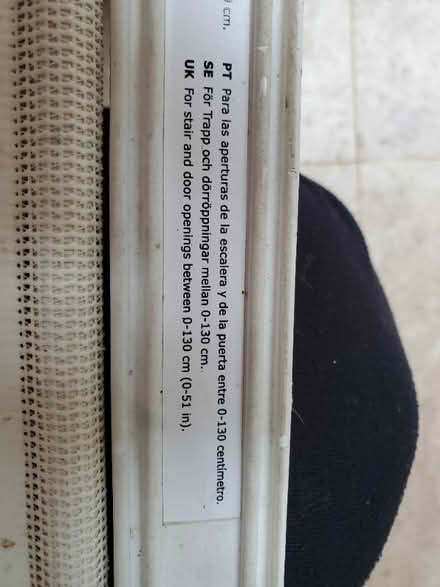 cm.
PT Para las aperturas de la escalera y de la puerta entre 0-130 centímetro.
SE För Trapp och dörröppningar mellan 0-130 cm.
UK For stair and door openings between 0-130 cm (0-51 in).